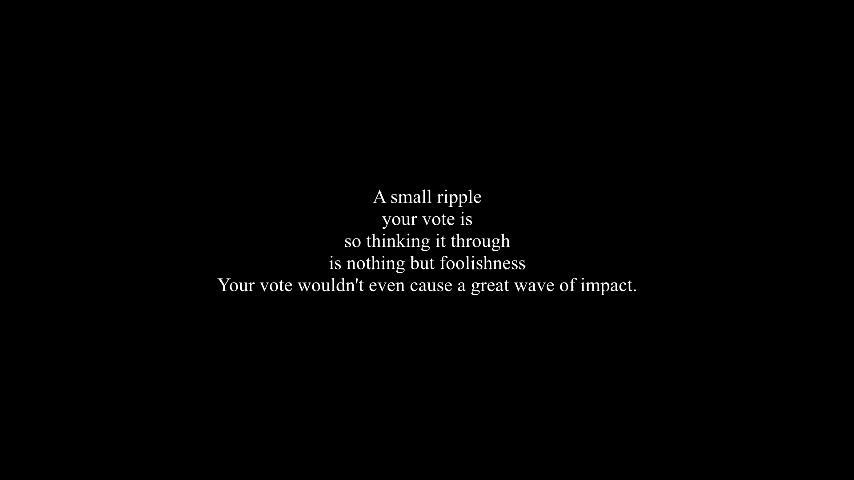 A small ripple
your vote is
so thinking it through
is nothing but foolishness
Your vote wouldn't even cause a great wave of impact.